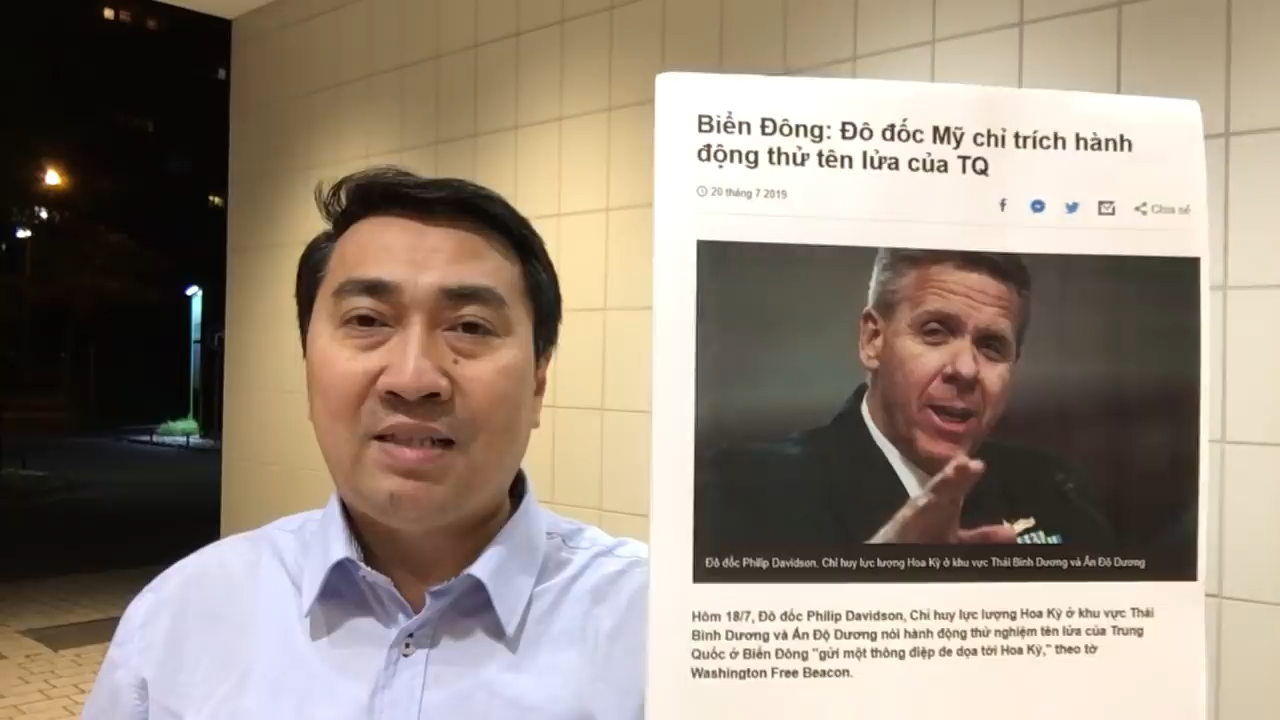 Biển Đông: Đô đốc Mỹ chỉ trích hành
động thử tên lửa của TQ
20 tháng 7 2019
Chia sẻ
Đô đốc Philip Davidson, Chỉ huy lực lượng Hoa Kỳ ở khu vực Thái Bình Dương và Ấn Độ Dương
Hôm 18/7, Đô đốc Philip Davidson, Chỉ huy lực lượng Hoa Kỳ ở khu vực Thái
Bình Dương và Ấn Độ Dương nói hành động thử nghiệm tên lửa của Trung
Quốc ở Biển Đông "gửi một thông điệp đe dọa tới Hoa Kỳ," theo tờ
Washington Free Beacon.